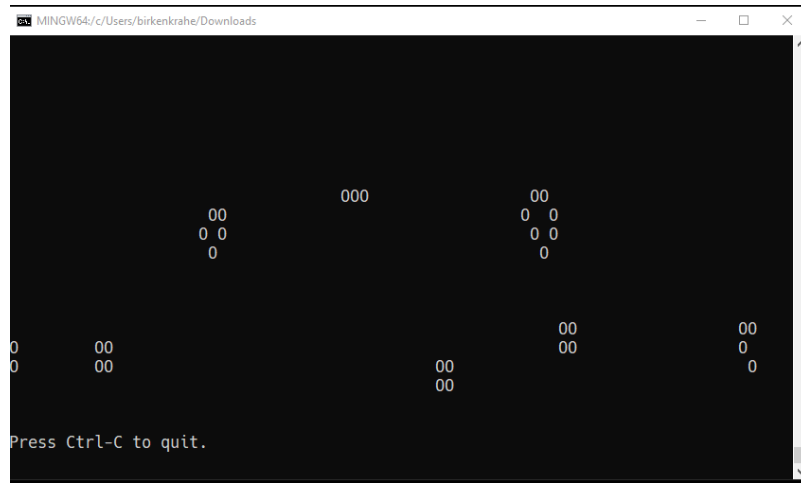 MINGW64:/c/Users/birkenkrahe/Downloads
000 00
00 0 0
0 0 0 0
0 0
00 00
0 00 00 0
0 00 00 0
00
Press Ctrl-C to quit.